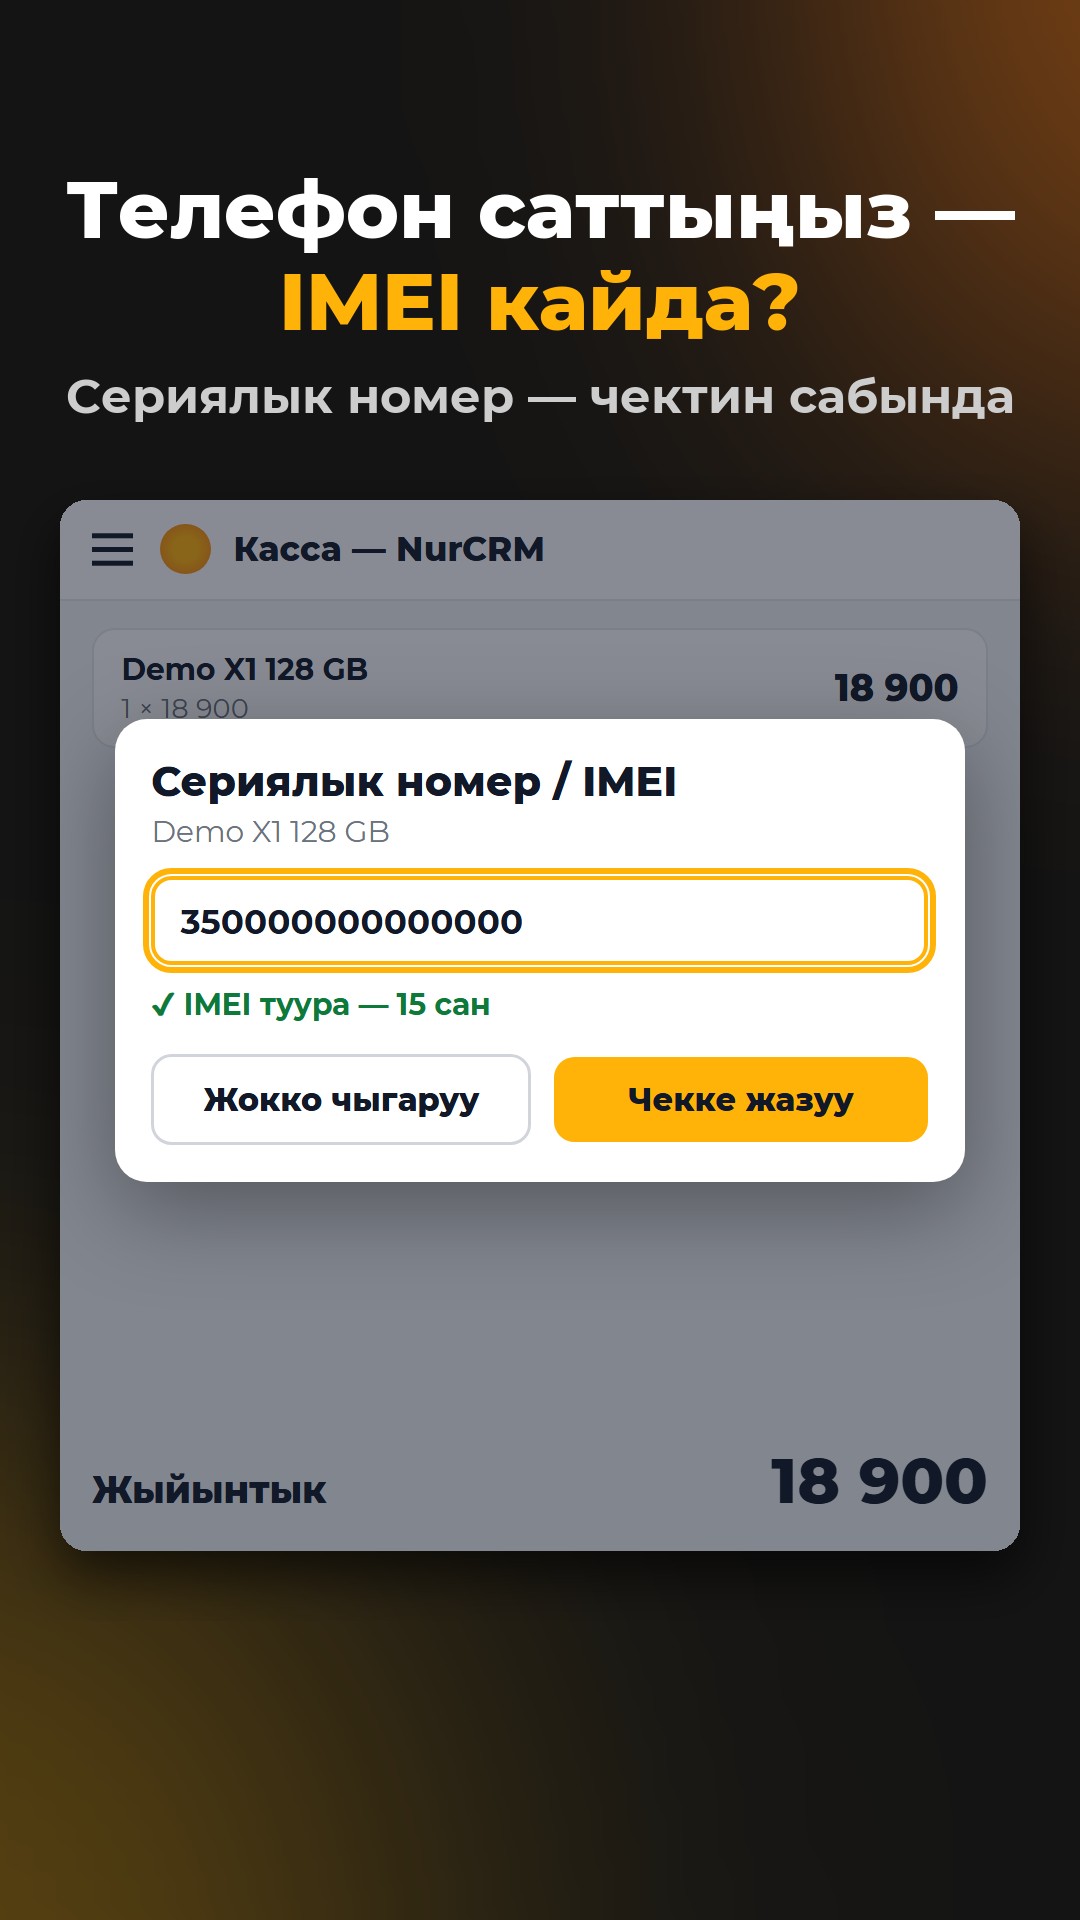 Телефон саттыңыз —
IMEI кайда?
Сериялык номер — чектин сабында
Касса — NurCRM
Demo X1 128 GB
1 × 18 900
18 900
Сериялык номер / IMEI
Demo X1 128 GB
350000000000000
✓ IMEI туура — 15 сан
Жокко чыгаруу
Чекке жазуу
Жыйынтык
18 900